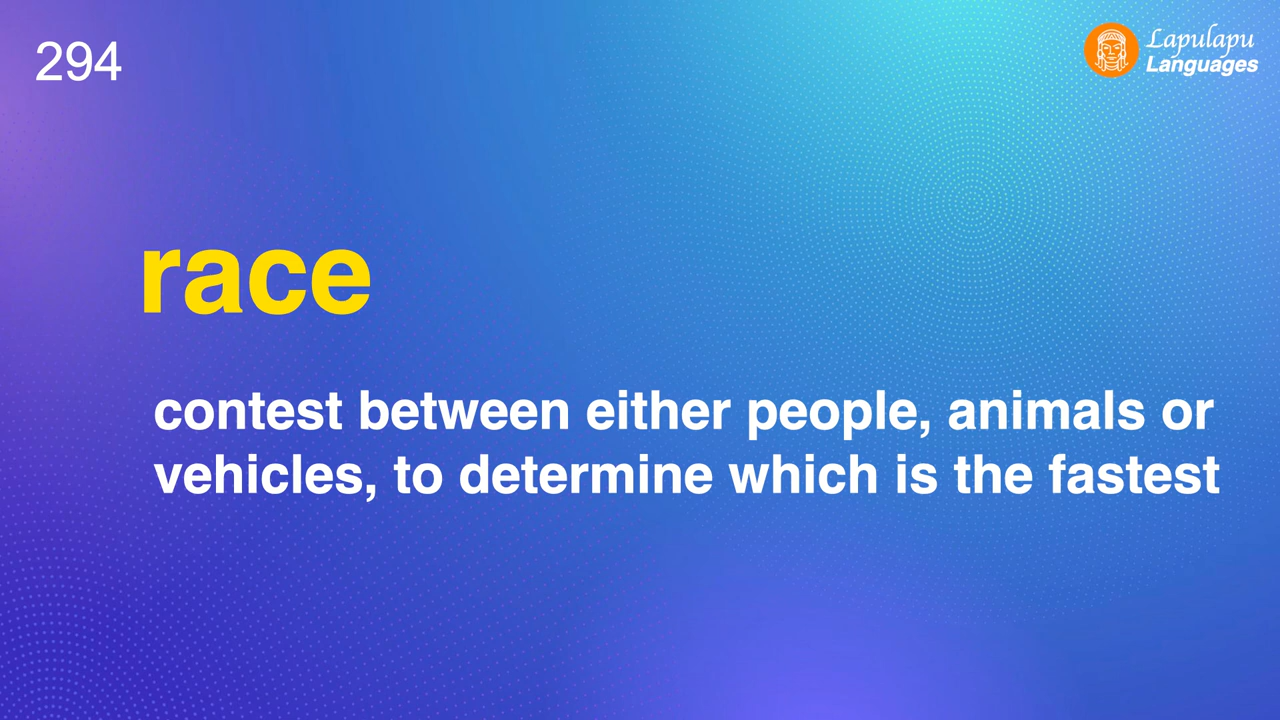 294
Lapulapu
Languages
race
contest between either people, animals or
vehicles, to determine which is the fastest